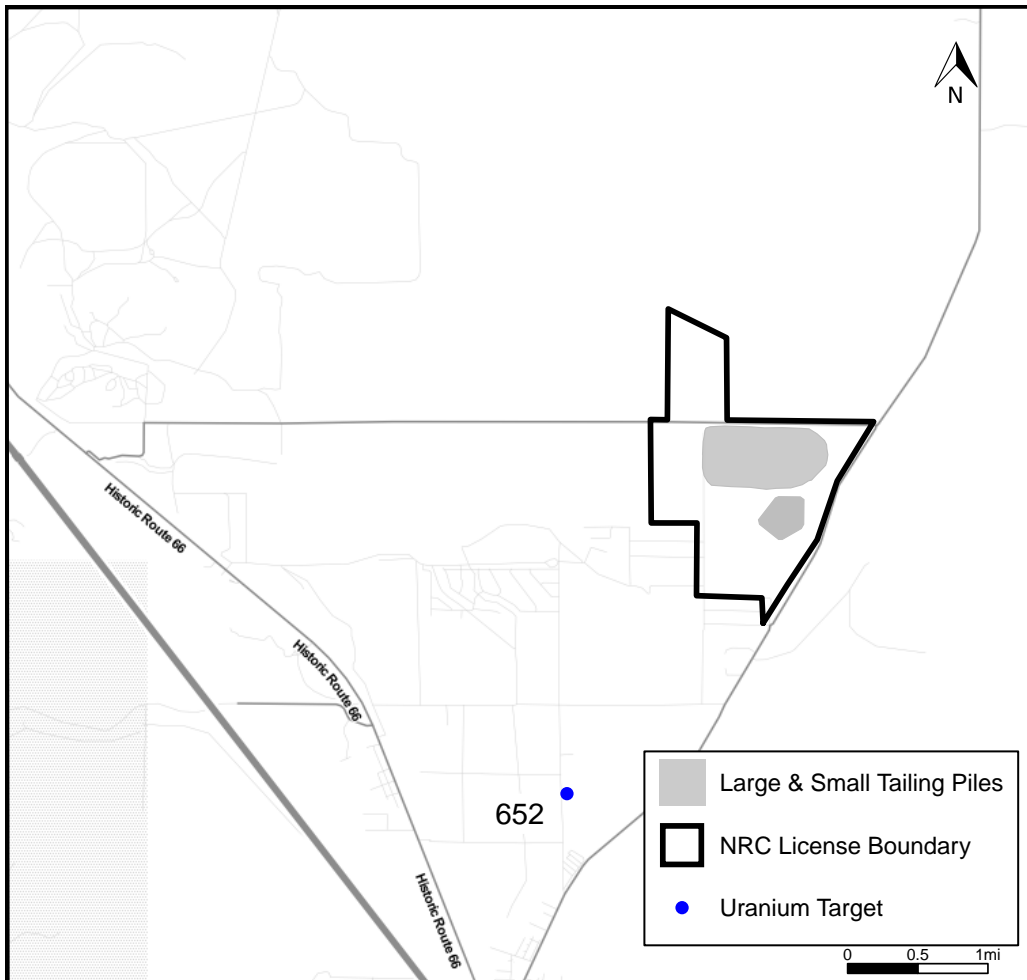 N
Historic Route 66
Historic Route 66
652
Historic Route 66
Large & Small Tailing Piles
NRC License Boundary
Uranium Target
0 0.5 1mi